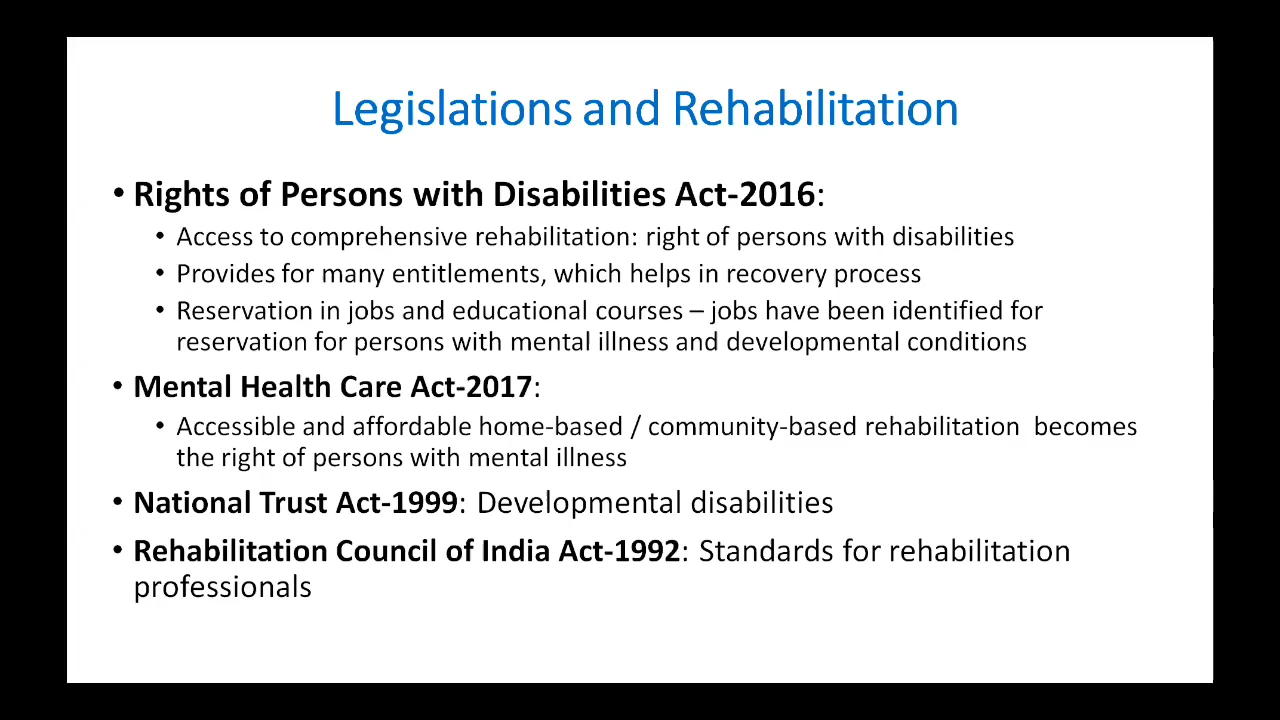 Legislations and Rehabilitation
• Rights of Persons with Disabilities Act-2016:
• Access to comprehensive rehabilitation: right of persons with disabilities
• Provides for many entitlements, which helps in recovery process
• Reservation in jobs and educational courses – jobs have been identified for
reservation for persons with mental illness and developmental conditions
• Mental Health Care Act-2017:
• Accessible and affordable home-based / community-based rehabilitation  becomes
the right of persons with mental illness
• National Trust Act-1999: Developmental disabilities
• Rehabilitation Council of India Act-1992: Standards for rehabilitation
professionals